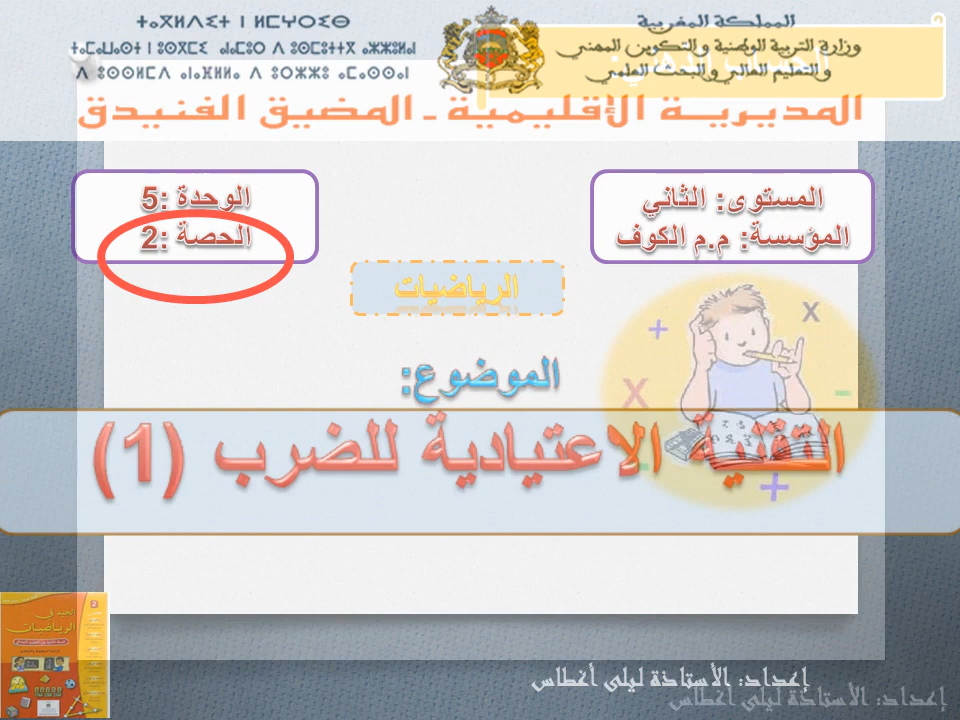 ⵜⴰⴳⵍⴷⵉⵜ ⵏ ⵍⵎⵖⵔⵉⴱ
المملكة المغربية
وزارة التربية الوطنية و التكوين المهني
والتعليم العالي والبحث العلمي
المديرية الإقليمية - المضيق الفنيدق
المستوى: الثاني
المؤسسة: م.م الكوف
الوحدة :5
الحصة :2
الرياضيات
الموضوع:
التقنية الاعتيادية للضرب (1)
الرياضيات
إعداد: الأستاذة ليلى أغطاس
إعداد: الأستاذة ليلى أغطاس